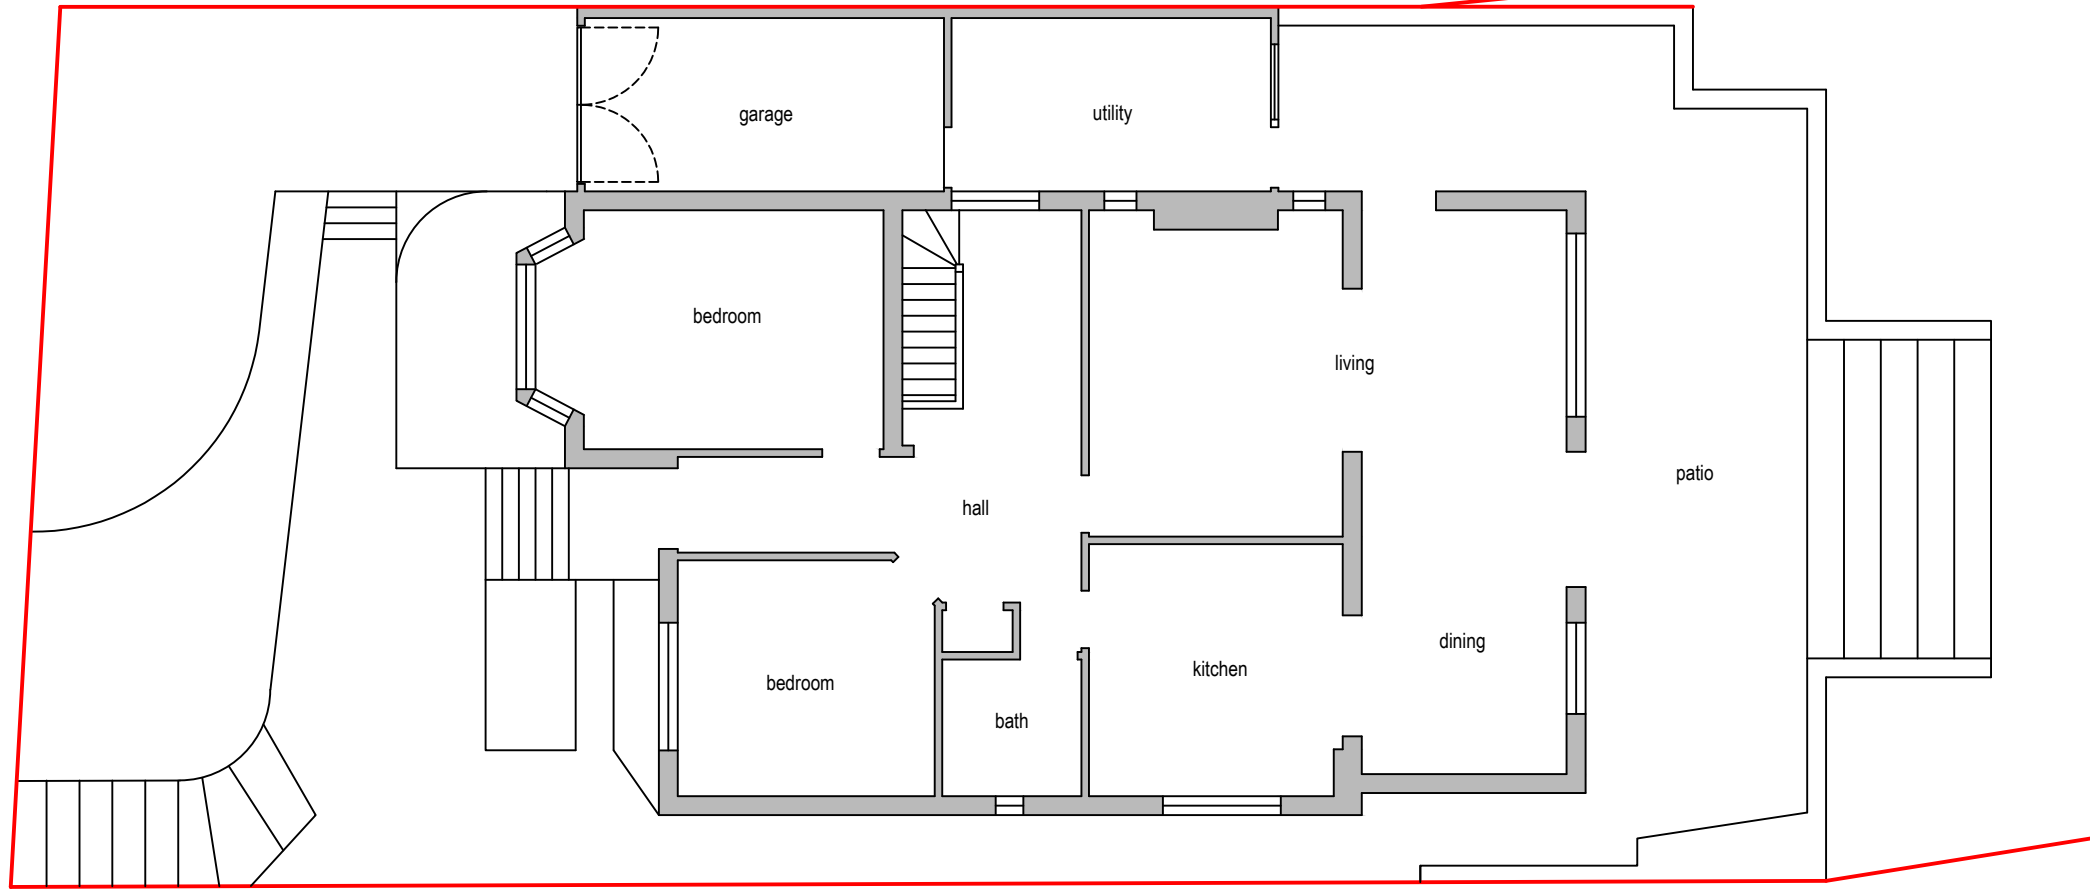 garage
utility
bedroom
living
patio
hall
dining
kitchen
bedroom
bath